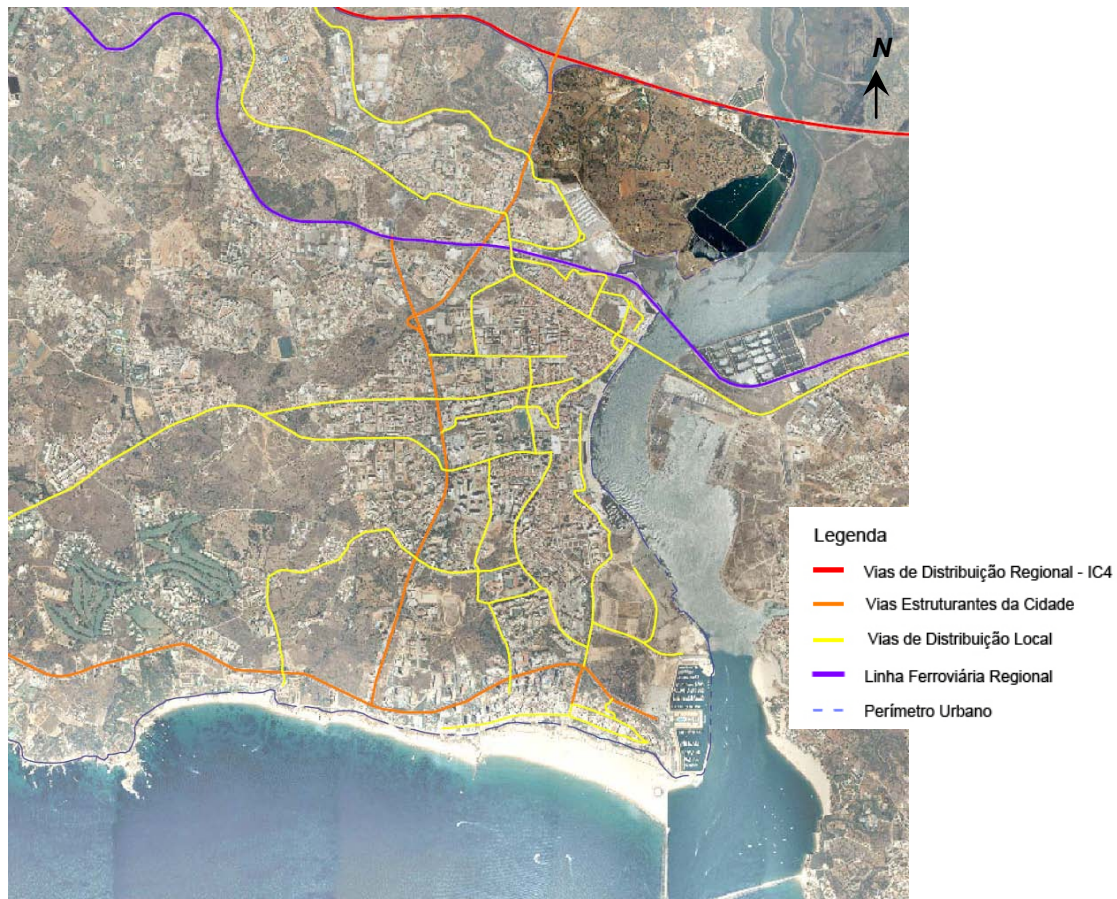 N
Legenda
Vias de Distribuição Regional - IC4
Vias Estruturantes da Cidade
Vias de Distribuição Local
Linha Ferroviária Regional
Perímetro Urbano